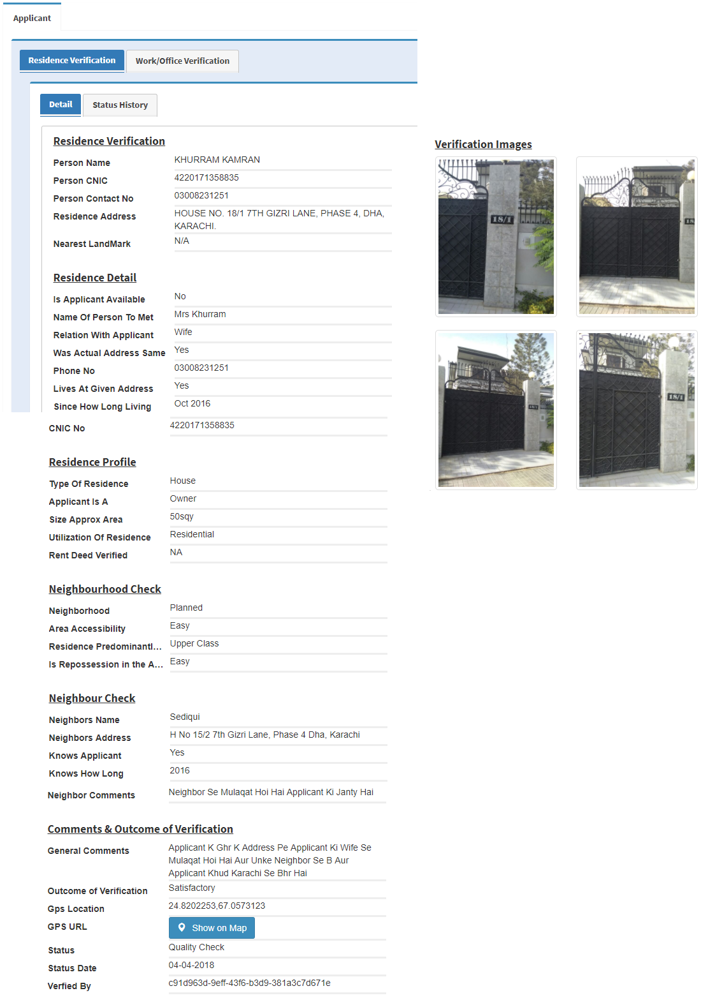 Applicant
Residence Verification
Work/Office Verification
Detail
Status History
Residence Verification
Person Name KHURRAM KAMRAN
Person CNIC 4220171358835
Person Contact No 03008231251
Residence Address HOUSE NO. 18/1 7TH GIZRI LANE, PHASE 4, DHA,
KARACHI.
Nearest LandMark N/A
Residence Detail
Is Applicant Available No
Name Of Person To Met Mrs Khurram
Relation With Applicant Wife
Was Actual Address Same Yes
Phone No 03008231251
Lives At Given Address Yes
Since How Long Living Oct 2016
CNIC No 4220171358835
Residence Profile
Type Of Residence House
Applicant Is A Owner
Size Approx Area 50sqy
Utilization Of Residence Residential
Rent Deed Verified NA
Neighbourhood Check
Neighborhood Planned
Area Accessibility Easy
Residence Predominantl... Upper Class
Is Repossession in the A... Easy
Neighbour Check
Neighbors Name Sediqui
Neighbors Address H No 15/2 7th Gizri Lane, Phase 4 Dha, Karachi
Knows Applicant Yes
Knows How Long 2016
Neighbor Comments Neighbor Se Mulaqat Hoi Hai Applicant Ki Janty Hai
Comments & Outcome of Verification
General Comments Applicant K Ghr K Address Pe Applicant Ki Wife Se
Mulaqat Hoi Hai Aur Unke Neighbor Se B Aur
Applicant Khud Karachi Se Bhr Hai
Outcome of Verification Satisfactory
Gps Location 24.8202253,67.0573123
GPS URL Show on Map
Status Quality Check
Status Date 04-04-2018
Verfied By c91d963d-9eff-43f6-b3d9-381a3c7d671e
Verification Images
18/1
18/
18/1
18/1